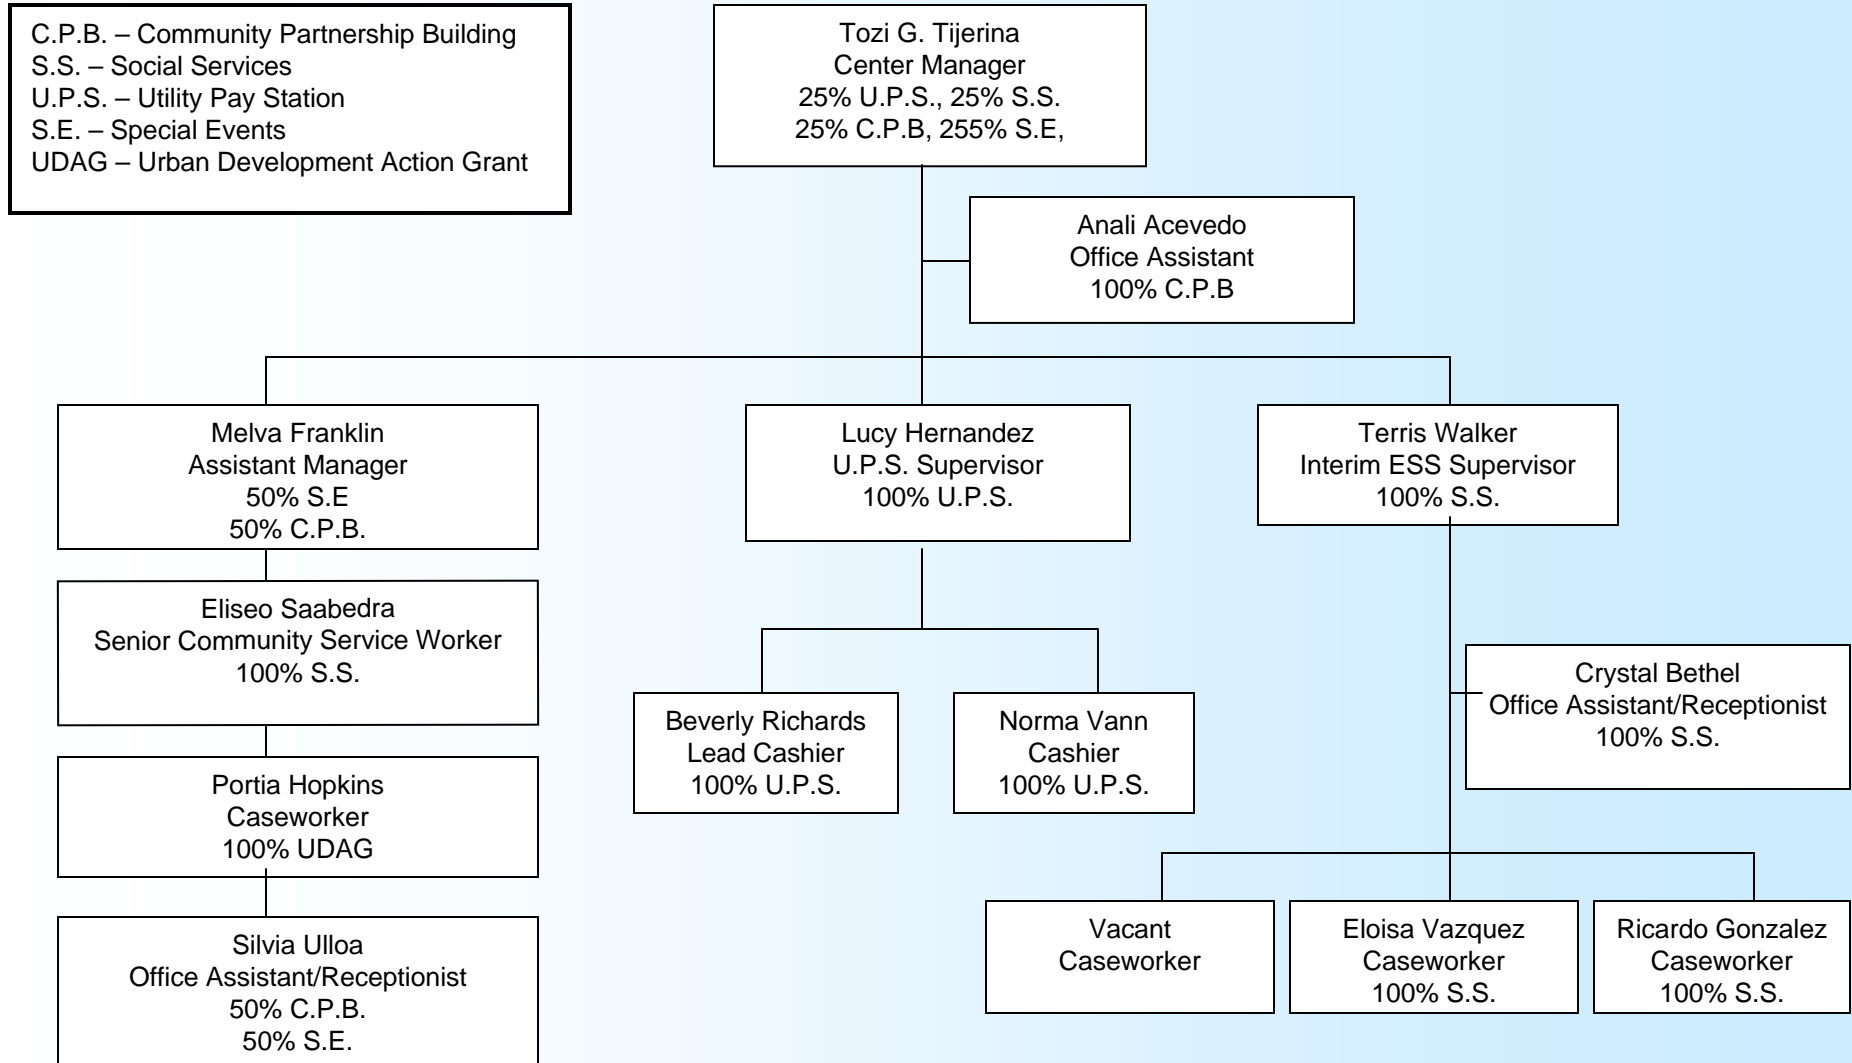 C.P.B. – Community Partnership Building
S.S. – Social Services
U.P.S. – Utility Pay Station
S.E. – Special Events
UDAG – Urban Development Action Grant
Tozi G. Tijerina
Center Manager
25% U.P.S., 25% S.S.
25% C.P.B, 255% S.E,
Anali Acevedo
Office Assistant
100% C.P.B
Melva Franklin
Assistant Manager
50% S.E
50% C.P.B.
Lucy Hernandez
U.P.S. Supervisor
100% U.P.S.
Terris Walker
Interim ESS Supervisor
100% S.S.
Eliseo Saabedra
Senior Community Service Worker
100% S.S.
Portia Hopkins
Caseworker
100% UDAG
Silvia Ulloa
Office Assistant/Receptionist
50% C.P.B.
50% S.E.
Beverly Richards
Lead Cashier
100% U.P.S.
Norma Vann
Cashier
100% U.P.S.
Crystal Bethel
Office Assistant/Receptionist
100% S.S.
Vacant
Caseworker
Eloisa Vazquez
Caseworker
100% S.S.
Ricardo Gonzalez
Caseworker
100% S.S.